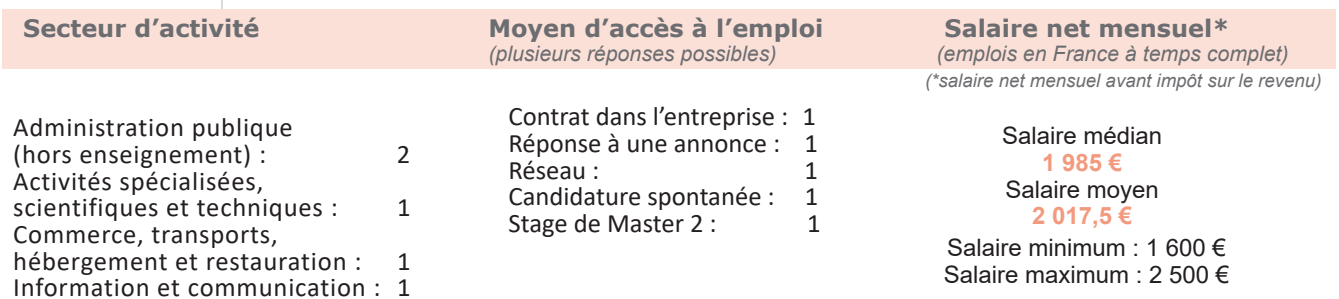 Secteur d’activité
Administration publique
(hors enseignement) : 2
Activités spécialisées,
scientifiques et techniques : 1
Commerce, transports,
hébergement et restauration : 1
Information et communication : 1
Moyen d’accès à l’emploi
(plusieurs réponses possibles)
Contrat dans l’entreprise : 1
Réponse à une annonce : 1
Réseau : 1
Candidature spontanée : 1
Stage de Master 2 : 1
Salaire net mensuel*
(emplois en France à temps complet)
(*salaire net mensuel avant impôt sur le revenu)
Salaire médian
1 985 €
Salaire moyen
2 017,5 €
Salaire minimum : 1 600 €
Salaire maximum : 2 500 €